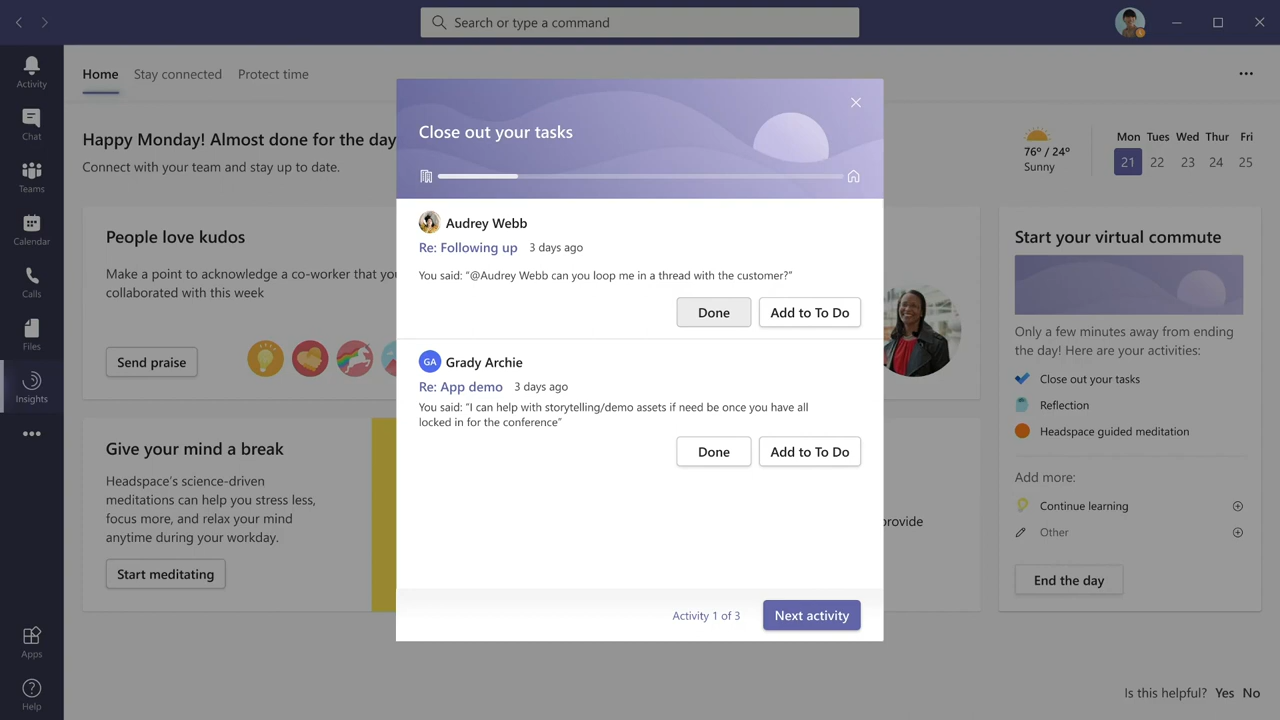 Search or type a command
Activity
Chat
Teams
Calendar
Calls
Files
Insights
Apps
Help
Home Stay connected Protect time
Happy Monday! Almost done for the day
Connect with your team and stay up to date.
76° / 24°
Sunny
Mon Tues Wed Thur Fri
21 22 23 24 25
People love kudos
Make a point to acknowledge a co-worker that you
collaborated with this week
Send praise
Give your mind a break
Headspace's science-driven
meditations can help you stress less,
focus more, and relax your mind
anytime during your workday.
Start meditating
Close out your tasks
Audrey Webb
Re: Following up 3 days ago
You said: “@Audrey Webb can you loop me in a thread with the customer?”
Done Add to To Do
GA Grady Archie
Re: App demo 3 days ago
You said: “I can help with storytelling/demo assets if need be once you have all
locked in for the conference”
Done Add to To Do
Activity 1 of 3 Next activity
provide
Start your virtual commute
Only a few minutes away from ending
the day! Here are your activities:
Close out your tasks
Reflection
Headspace guided meditation
Add more:
Continue learning
Other
End the day
Is this helpful? Yes No